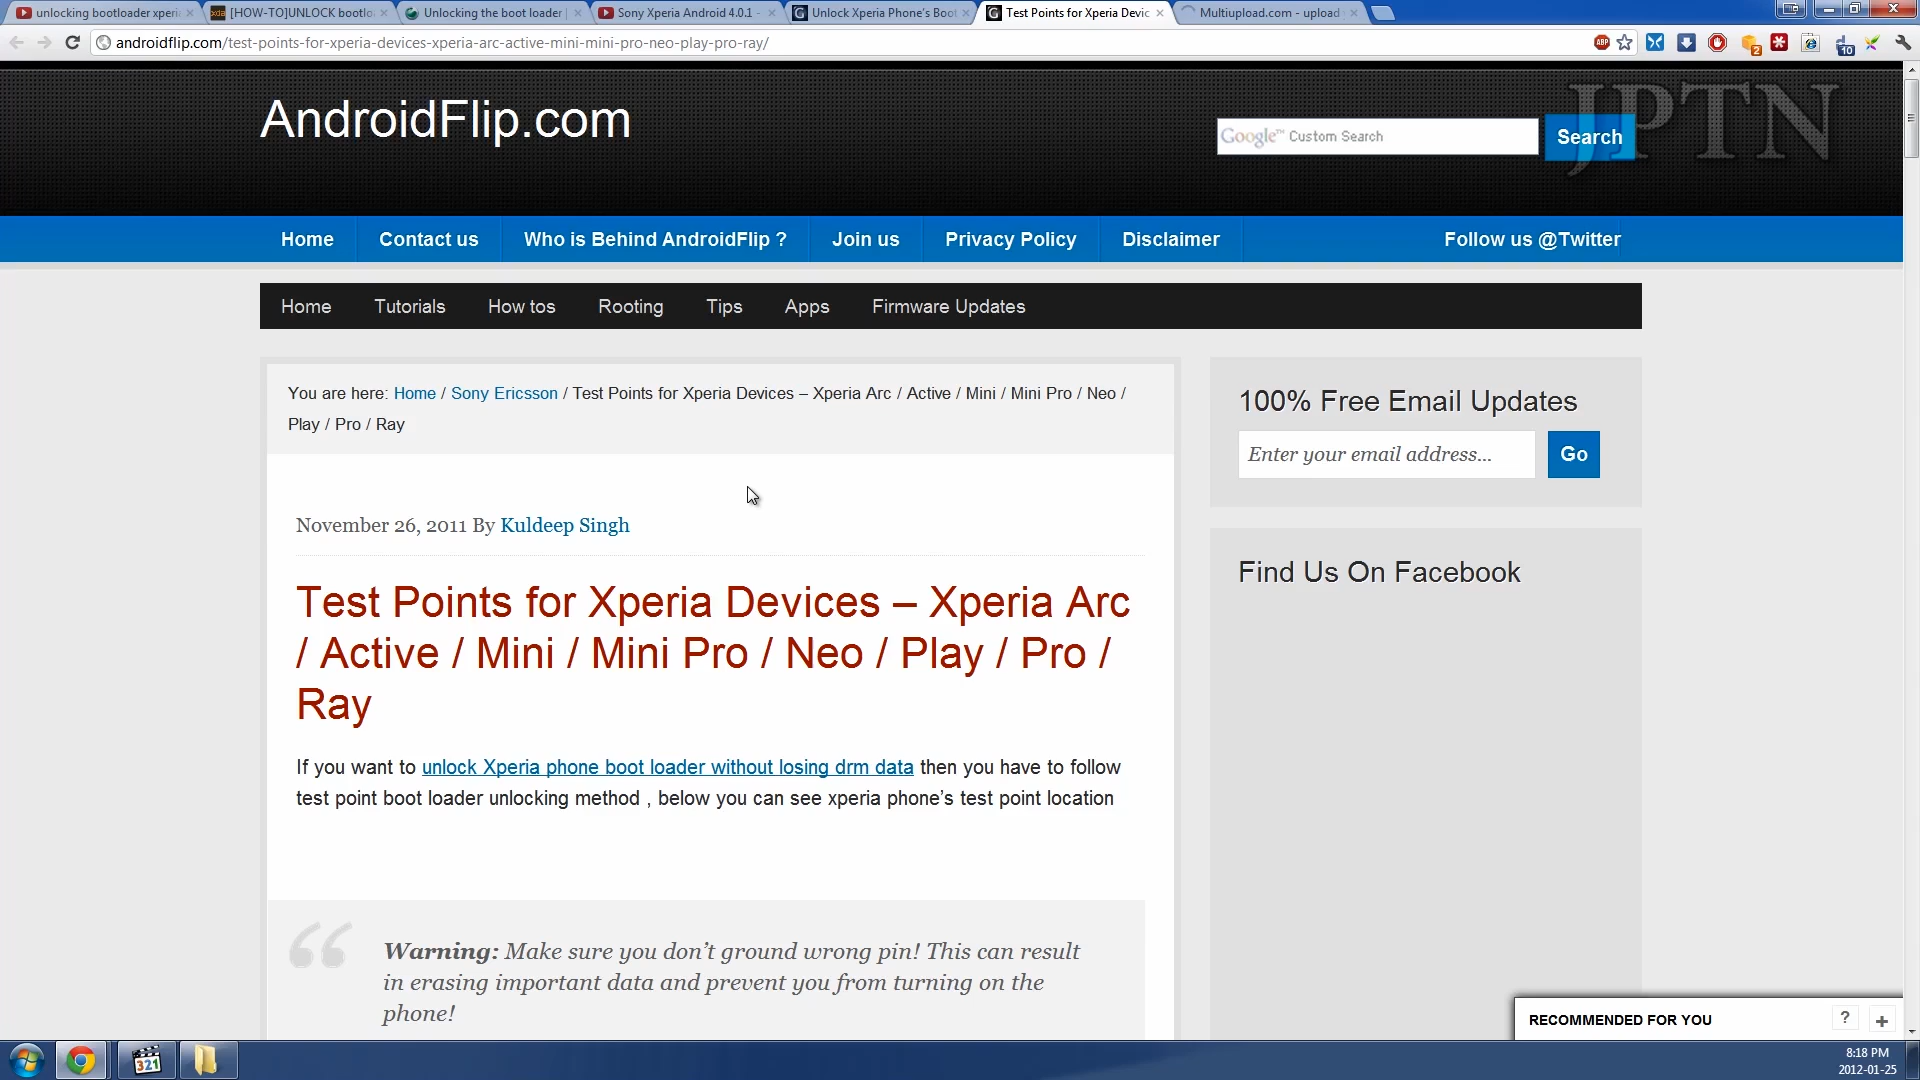 unlocking bootloader xperi
[HOW-TO]UNLOCK bootlo
Unlocking the boot loader |
Sony Xperia Android 4.0.1 -
Unlock Xperia Phone's Boot
Test Points for Xperia Devic
Multiupload.com - upload
androidflip.com/test-points-for-xperia-devices-xperia-arc-active-mini-mini-pro-neo-play-pro-ray/
ABP
2
10
AndroidFlip.com
JPTN
Google™ Custom Search
Search
Home
Contact us
Who is Behind AndroidFlip ?
Join us
Privacy Policy
Disclaimer
Follow us @Twitter
Home
Tutorials
How tos
Rooting
Tips
Apps
Firmware Updates
You are here: Home / Sony Ericsson / Test Points for Xperia Devices – Xperia Arc / Active / Mini / Mini Pro / Neo /
Play / Pro / Ray
100% Free Email Updates
Enter your email address...
Go
November 26, 2011 By Kuldeep Singh
Find Us On Facebook
Test Points for Xperia Devices – Xperia Arc
/ Active / Mini / Mini Pro / Neo / Play / Pro /
Ray
If you want to unlock Xperia phone boot loader without losing drm data then you have to follow
test point boot loader unlocking method , below you can see xperia phone's test point location
Warning: Make sure you don't ground wrong pin! This can result
in erasing important data and prevent you from turning on the
phone!
RECOMMENDED FOR YOU
?
+
321
8:18 PM
2012-01-25